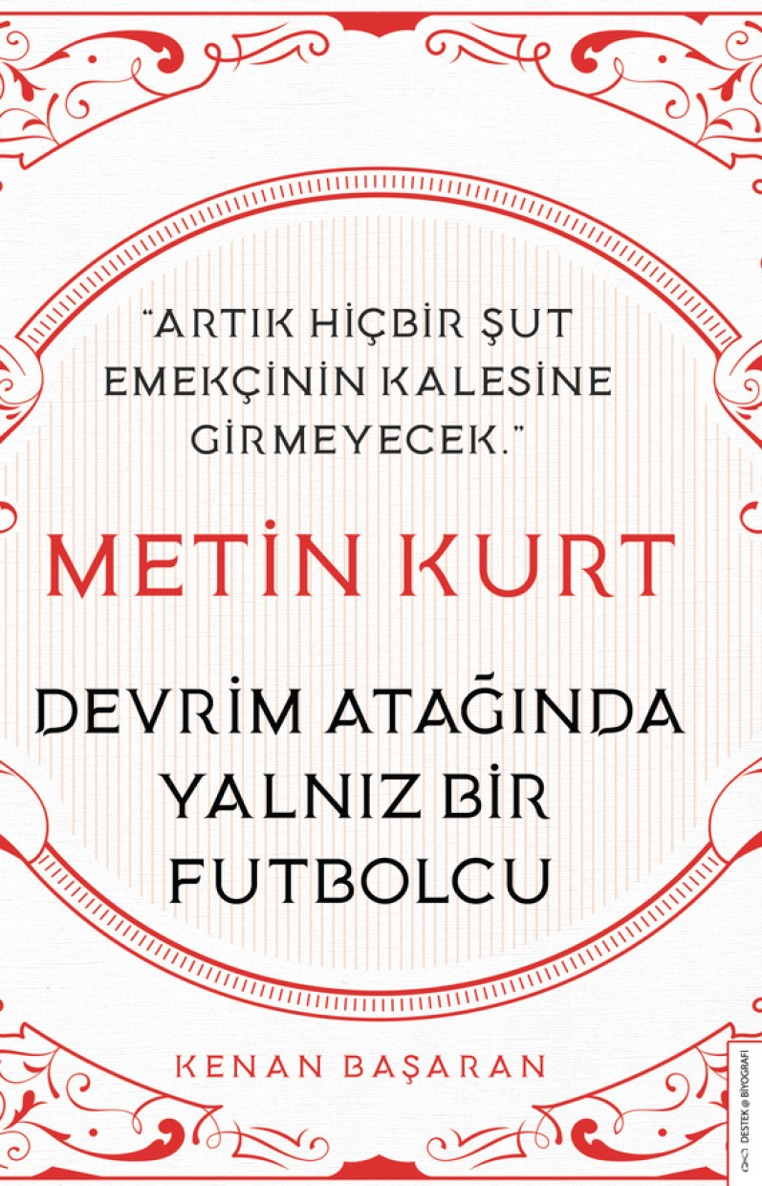 “ARTIK HİÇBİR ŞUT
EMEKÇİNİN KALESİNE
GİRMEYECEK.”
METİN KURT
DEVRİM ATAĞINDA
YALNIZ BİR
FUTBOLCU
KENAN BAŞARAN
DESTEK @ BİYOGRAFİ